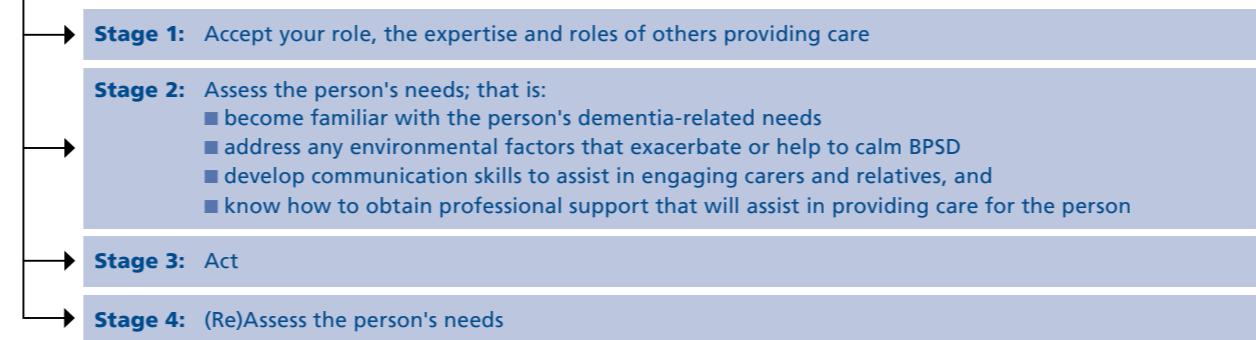 Stage 1: Accept your role, the expertise and roles of others providing care
Stage 2: Assess the person's needs; that is:
■ become familiar with the person's dementia-related needs
■ address any environmental factors that exacerbate or help to calm BPSD
■ develop communication skills to assist in engaging carers and relatives, and
■ know how to obtain professional support that will assist in providing care for the person
Stage 3: Act
Stage 4: (Re)Assess the person's needs